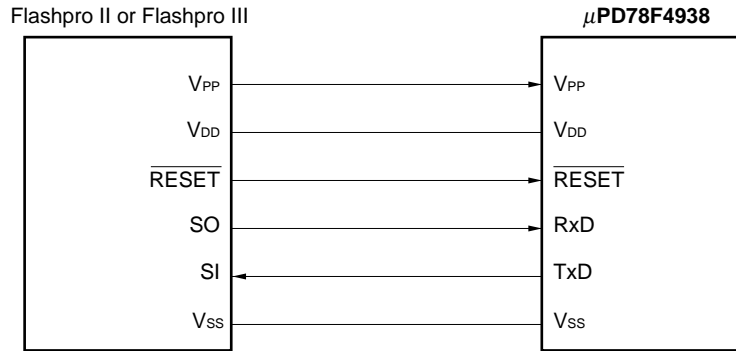 Flashpro II or Flashpro III
μPD78F4938
VPP VPP
VDD VDD
RESET RESET
SO RxD
SI TxD
VSS VSS